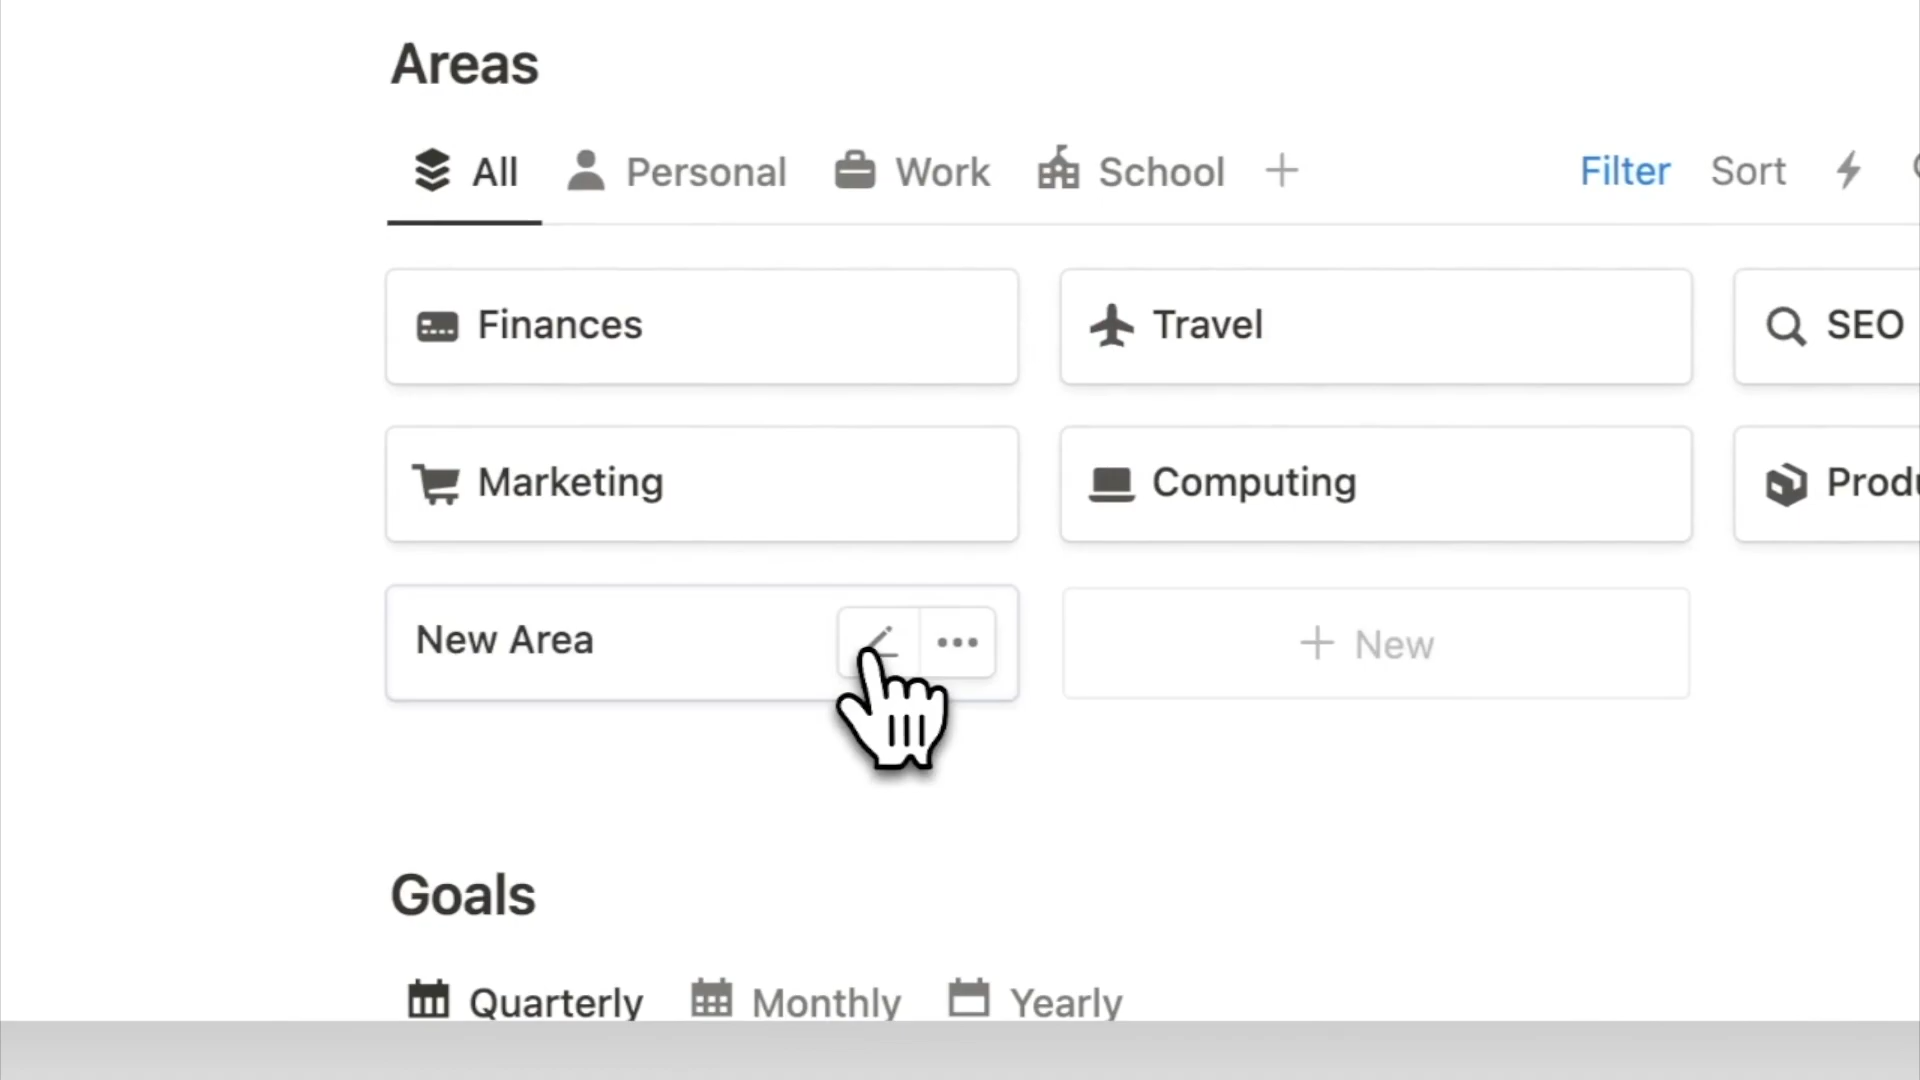 Areas
All Personal Work School Filter Sort
Finances Travel SEO
Marketing Computing Produ
New Area New
Goals
Quarterly Monthly Yearly